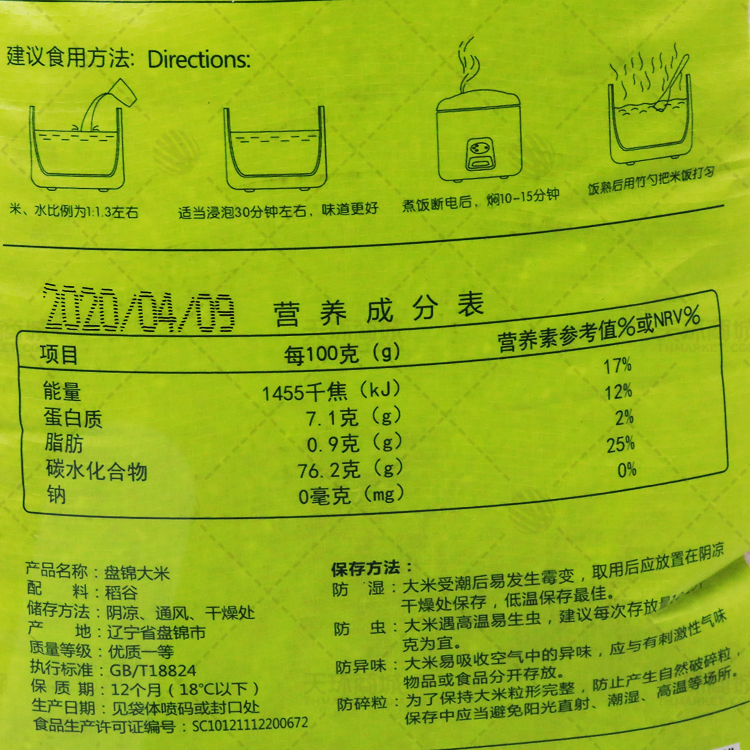 建议食用方法: Directions:
米、水比例为1:1.3左右
适当浸泡30分钟左右，味道更好
煮饭断电后，焖10-15分钟
饭熟后用竹勺把米饭打匀
2020/04/09
营养成分表
项目 每100克（g） 营养素参考值%或NRV%
能量 1455千焦（kJ） 17%
蛋白质 7.1克（g） 12%
脂肪 0.9克（g） 2%
碳水化合物 76.2克（g） 25%
钠 0毫克（mg） 0%
产品名称：盘锦大米
配料：稻谷
储存方法：阴凉、通风、干燥处
产地：辽宁省盘锦市
质量等级：优质一等
执行标准：GB/T18824
保质期：12个月（18℃以下）
生产日期：见袋体喷码或封口处
食品生产许可证编号：SC10121112200672
保存方法：
防湿：大米受潮后易发生霉变，取用后应放置在阴凉
干燥处保存，低温保存最佳。
防虫：大米遇高温易生虫，建议每次存放量
克为宜。
防异味：大米易吸收空气中的异味，应与有刺激性气味
物品或食品分开存放。
防碎粒：为了保持大米粒形完整，防止产生自然破碎粒，
保存中应当避免阳光直射、潮湿、高温等场所。